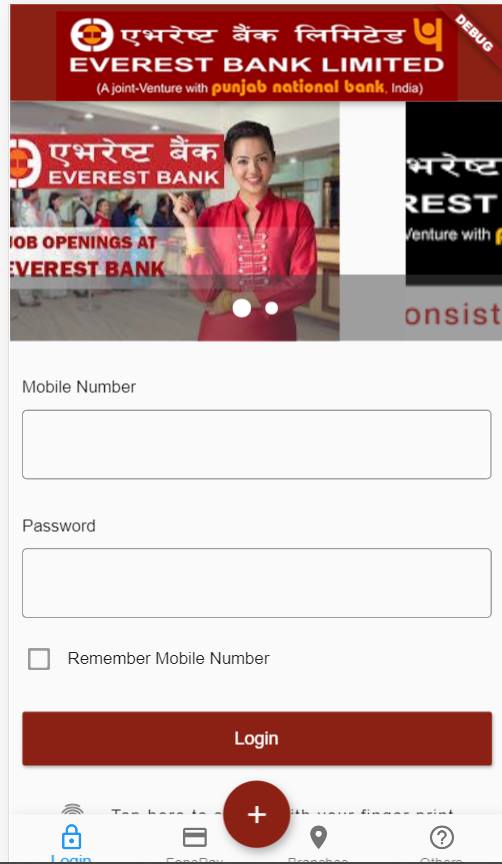 एभरेष्ट बैंक लिमिटेड
EVEREST BANK LIMITED
(A joint-Venture with punjab national bank, India)
DEBUG
एभरेष्ट बैंक
EVEREST BANK
JOB OPENINGS AT
EVEREST BANK
भरेष्ट
REST
Venture with
onsist
Mobile Number
Password
Remember Mobile Number
Login
Tap here to with your finger print
+
Login
FonePay
Branches
Others